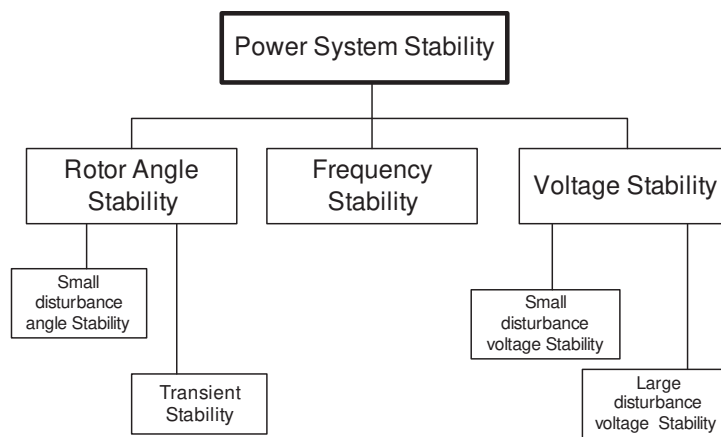 Power System Stability
Rotor Angle
Stability
Frequency
Stability
Voltage Stability
Small
disturbance
angle Stability
Transient
Stability
Small
disturbance
voltage Stability
Large
disturbance
voltage Stability